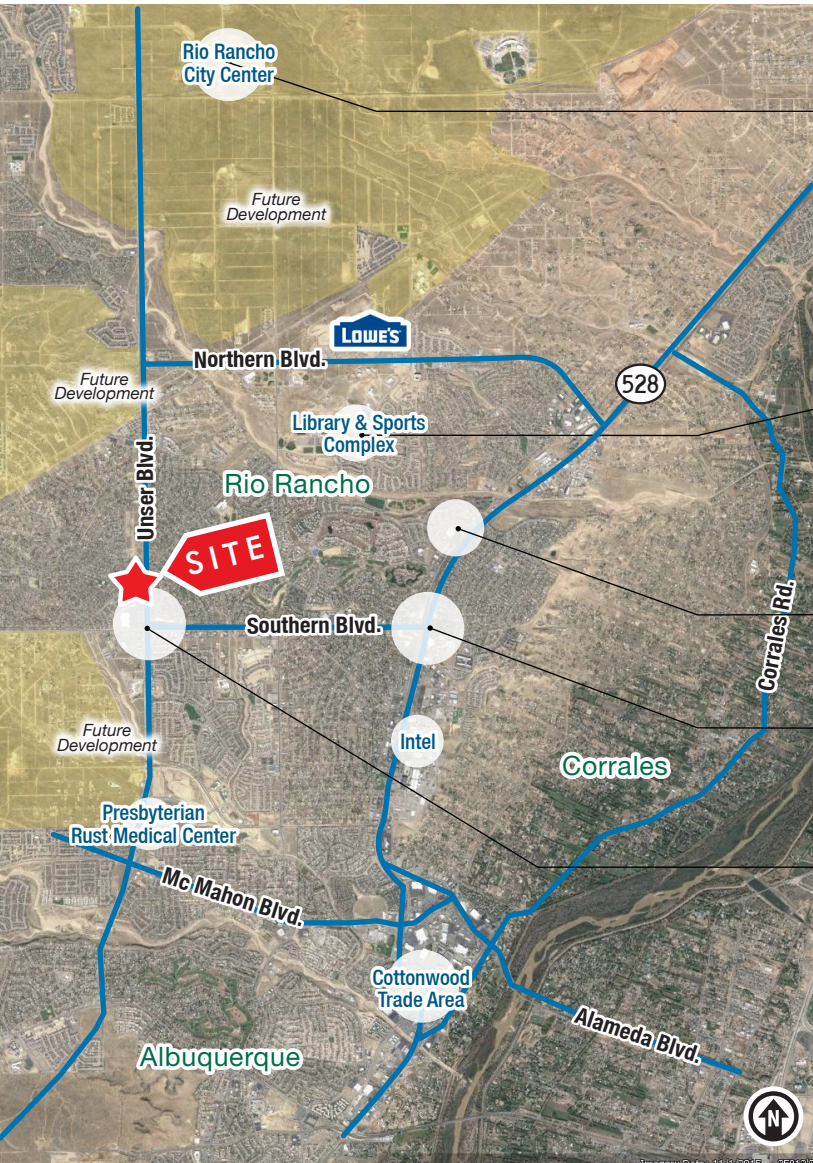 Rio Rancho
City Center
Future
Development
LOWE'S
Northern Blvd.
528
Future
Development
Library & Sports
Complex
Unser Blvd.
Rio Rancho
SITE
Southern Blvd.
Corrales Rd.
Future
Development
Intel
Corrales
Presbyterian
Rust Medical Center
Mc Mahon Blvd.
Cottonwood
Trade Area
Alameda Blvd.
Albuquerque
N